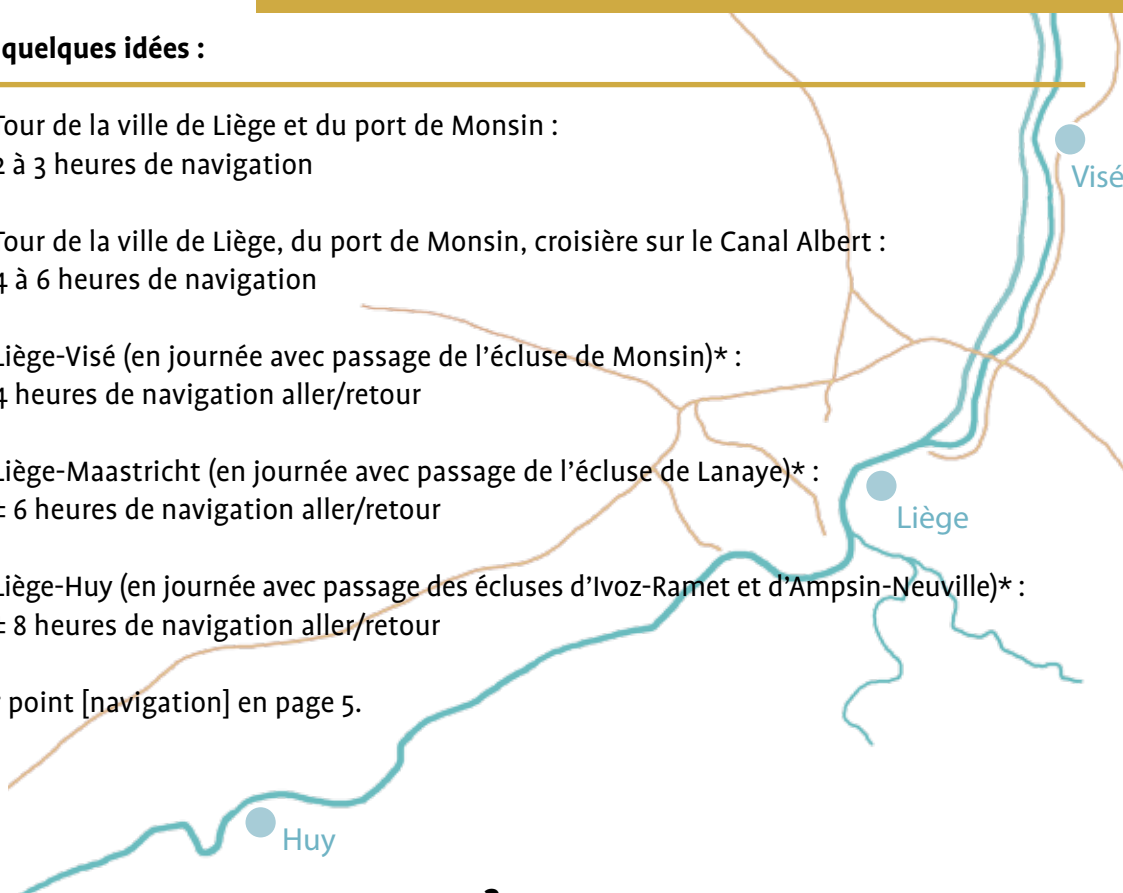 quelques idées :
Tour de la ville de Liège et du port de Monsin :
2 à 3 heures de navigation
Visé
Tour de la ville de Liège, du port de Monsin, croisière sur le Canal Albert :
4 à 6 heures de navigation
Liège-Visé (en journée avec passage de l'écluse de Monsin)* :
4 heures de navigation aller/retour
Liège-Maastricht (en journée avec passage de l'écluse de Lanaye)* :
± 6 heures de navigation aller/retour
Liège
Liège-Huy (en journée avec passage des écluses d'Ivoz-Ramet et d'Ampsin-Neuville)* :
± 8 heures de navigation aller/retour
point [navigation] en page 5.
Huy